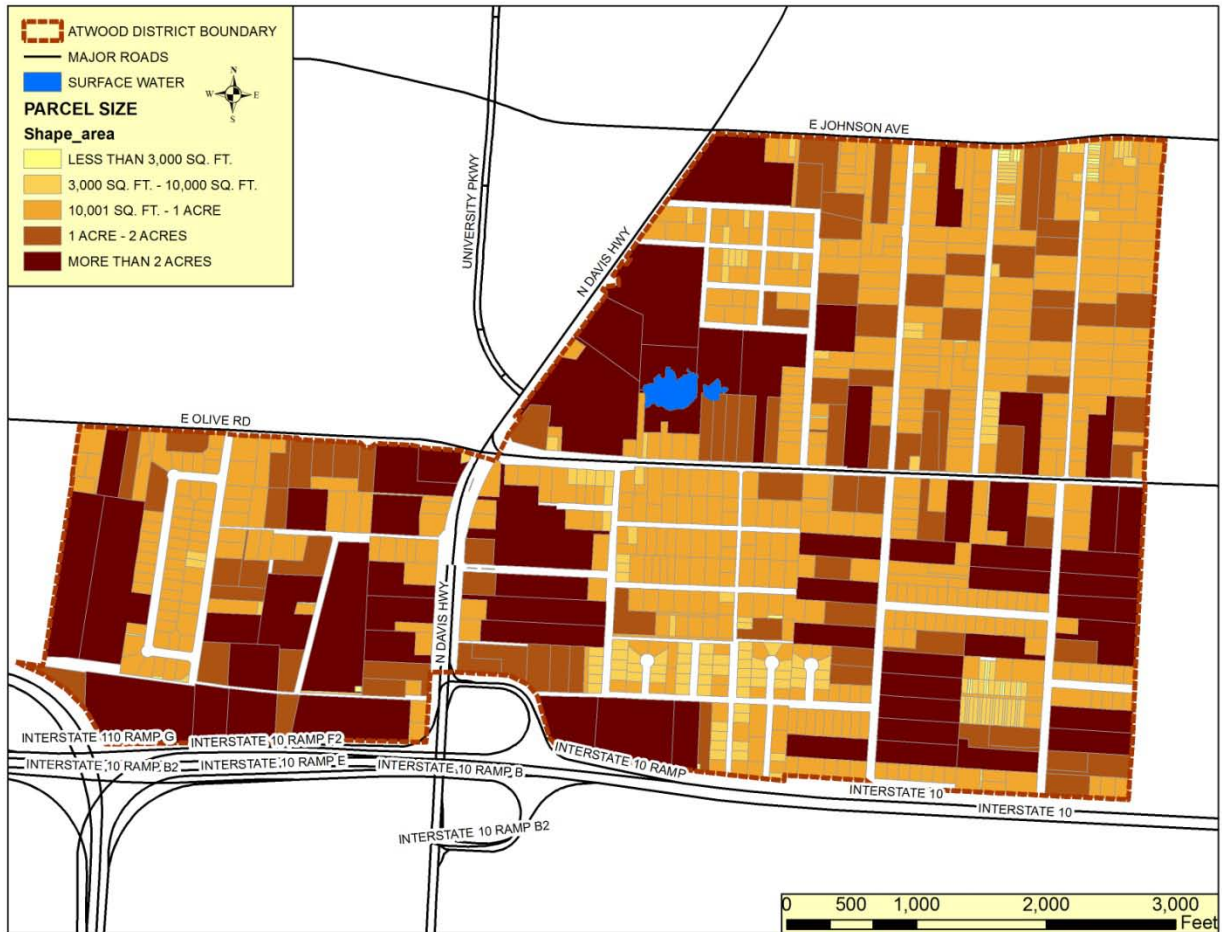 ATWOOD DISTRICT BOUNDARY
MAJOR ROADS
SURFACE WATER
N
W
E
S
PARCEL SIZE
Shape_area
LESS THAN 3,000 SQ. FT.
3,000 SQ. FT. - 10,000 SQ. FT.
10,001 SQ. FT. - 1 ACRE
1 ACRE - 2 ACRES
MORE THAN 2 ACRES
E JOHNSON AVE
UNIVERSITY PKWY
N DAVIS HWY
E OLIVE RD
N DAVIS HWY
INTERSTATE 110 RAMP G
INTERSTATE 10 RAMP F2
INTERSTATE 10 RAMP B2
INTERSTATE 10 RAMP E
INTERSTATE 10 RAMP B
INTERSTATE 10 RAMP
INTERSTATE 10
INTERSTATE 10
INTERSTATE 10 RAMP B2
0 500 1,000 2,000 3,000
Feet